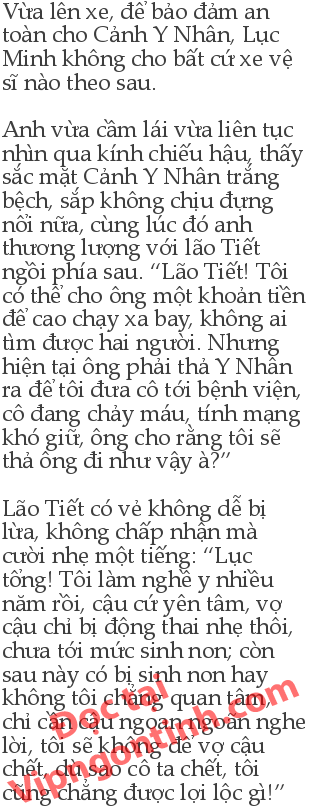 Vừa lên xe, để bảo đảm an
toàn cho Cảnh Y Nhân, Lục
Minh không cho bất cứ xe vệ
sĩ nào theo sau.
Anh vừa cầm lái vừa liên tục
nhìn qua kính chiếu hậu, thấy
sắc mặt Cảnh Y Nhân trắng
bệch, sắp không chịu đựng
nổi nữa, cùng lúc đó anh
thương lượng với lão Tiết
ngồi phía sau. “Lão Tiết! Tôi
có thể cho ông một khoản tiền
để cao chạy xa bay, không ai
tìm được hai người. Nhưng
hiện tại ông phải thả Y Nhân
ra để tôi đưa cô tới bệnh viện,
cô đang chảy máu, tính mạng
khó giữ, ông cho rằng tôi sẽ
thả ông đi như vậy à?”
Lão Tiết có vẻ không dễ bị
lừa, không chấp nhận mà
cười nhẹ một tiếng: “Lục
tổng! Tôi làm nghề y nhiều
năm rồi, cậu cứ yên tâm, vợ
cậu chỉ bị động thai nhẹ thôi,
chưa tới mức sinh non; còn
sau này có bị sinh non hay
không tôi chẳng quan tâm,
chỉ cần cậu ngoan ngoãn nghe
lời, tôi sẽ không để vợ cậu
chết, dù sao cô ta chết, tôi
cũng chẳng được lợi lộc gì!”
Đọc tại
Vipngontinh.com